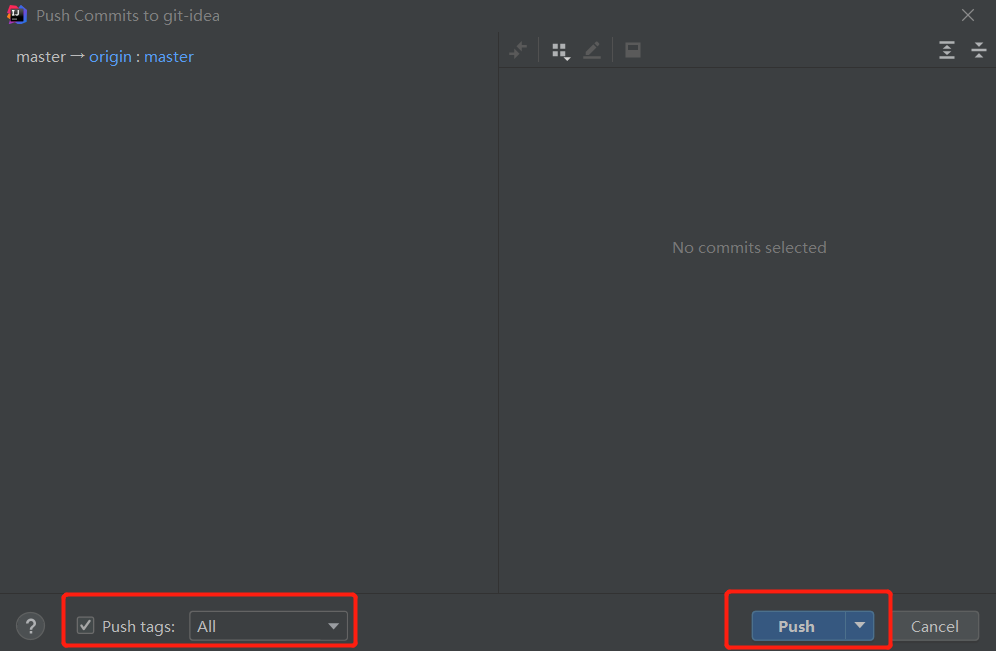 Push Commits to git-idea
master → origin : master
No commits selected
? Push tags: All Push Cancel